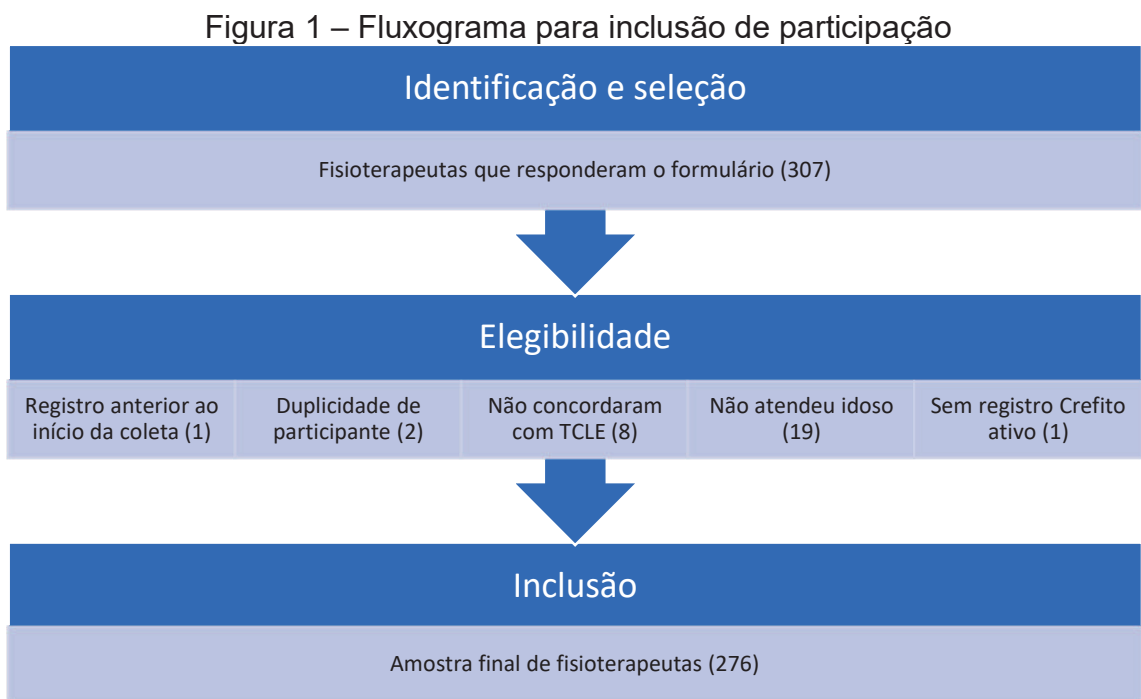 Figura 1 – Fluxograma para inclusão de participação
Identificação e seleção
Fisioterapeutas que responderam o formulário (307)
Elegibilidade
Registro anterior ao
início da coleta (1)
Duplicidade de
participante (2)
Não concordaram
com TCLE (8)
Não atendeu idoso
(19)
Sem registro Crefito
ativo (1)
Inclusão
Amostra final de fisioterapeutas (276)